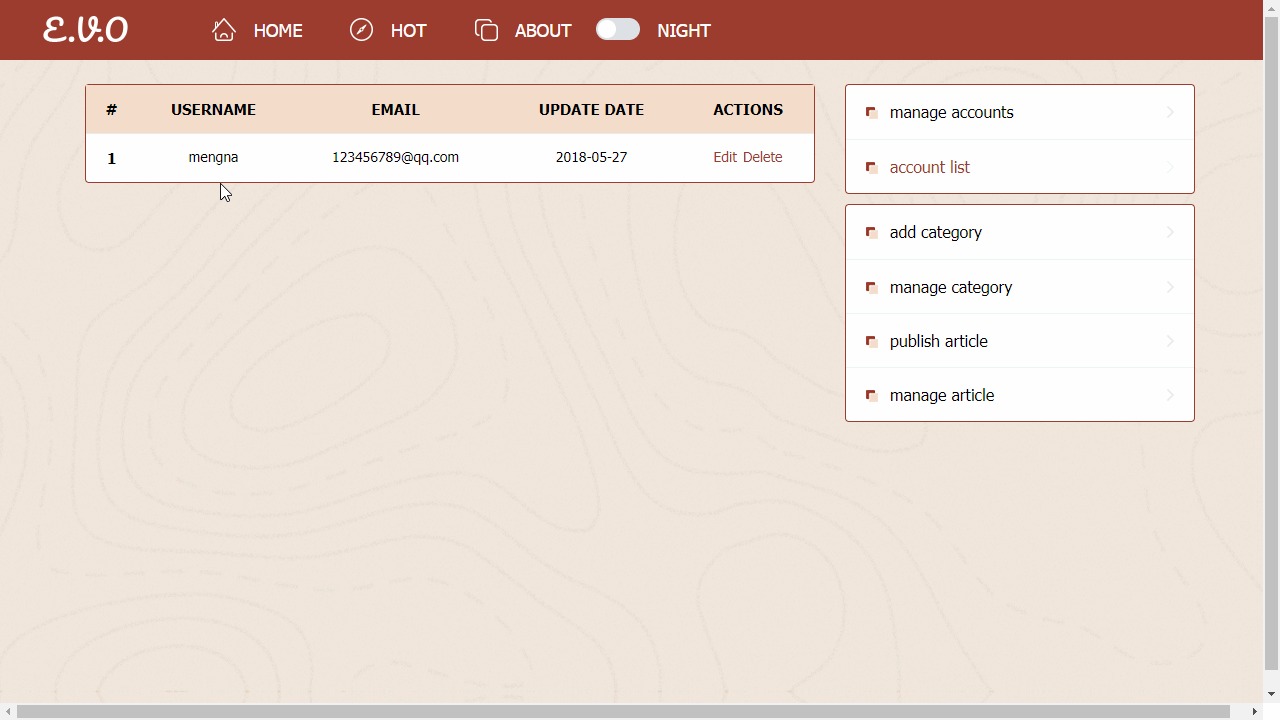 E.V.O HOME HOT ABOUT NIGHT
# USERNAME EMAIL UPDATE DATE ACTIONS
1 mengna 123456789@qq.com 2018-05-27 Edit Delete
manage accounts
account list
add category
manage category
publish article
manage article